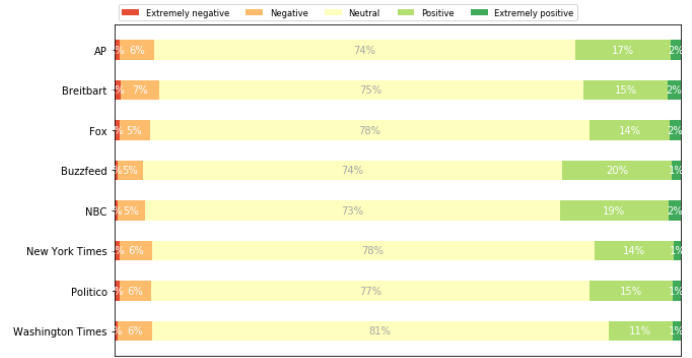 Extremely negative Negative Neutral Positive Extremely positive
AP % 6% 74% 17% 2%
Breitbart % 7% 75% 15% 2%
Fox % 5% 78% 14% 2%
Buzzfeed % 5% 74% 20% 1%
NBC % 5% 73% 19% 2%
New York Times % 6% 78% 14% 1%
Politico % 6% 77% 15% 1%
Washington Times % 6% 81% 11% 1%